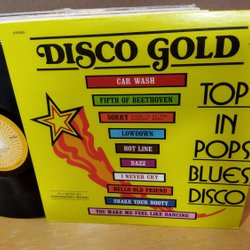 STEREO
DISCO GOLD
CAR WASH
FIFTH OF BEETHOVEN
SORRY
LOWDOWN
HOT LINE
DAZZ
I NEVER CRY
HELLO OLD FRIEND
SHAKE YOUR BOOTY
YOU MAKE ME FEEL LIKE DANCING
TOP
IN
POPS
BLUES
DISCO